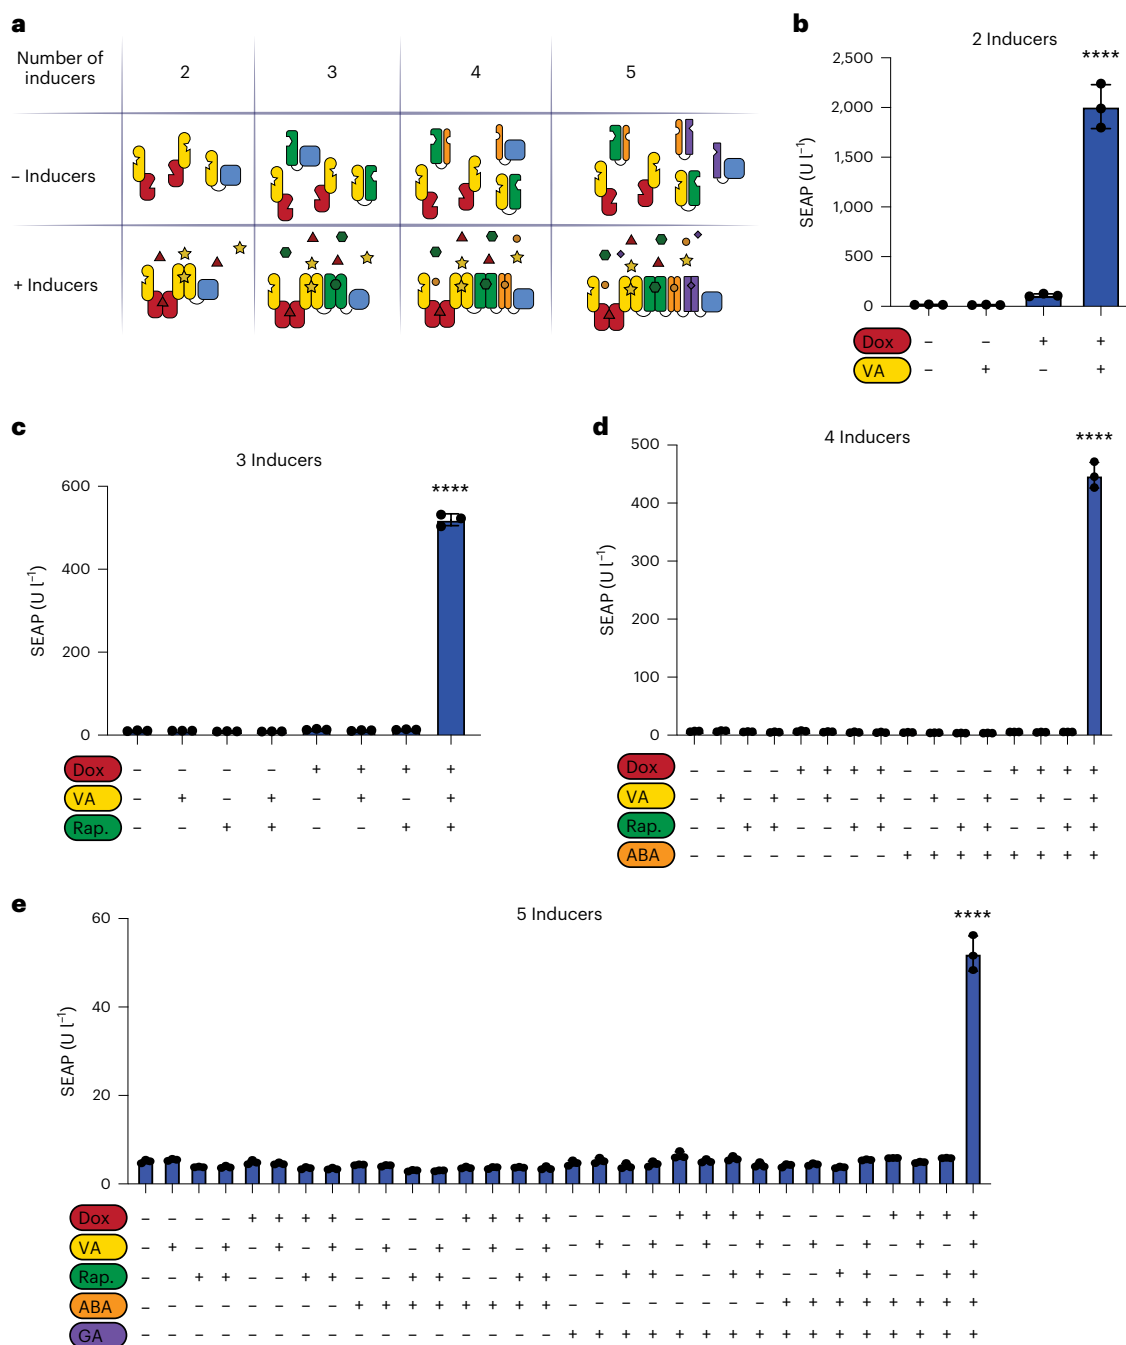 a
Number of
inducers
2
3
4
5
– Inducers
+ Inducers
b
2 Inducers
****
SEAP (U l⁻¹)
2,500
2,000
1,500
1,000
500
0
Dox – – + +
VA – + – +
c
3 Inducers
****
SEAP (U l⁻¹)
600
400
200
0
Dox – – – – + + + +
VA – + – + – + – +
Rap. – – + + – – + +
d
4 Inducers
****
SEAP (U l⁻¹)
500
400
300
200
100
0
Dox – – – – + + + + – – – – + + + +
VA – + – + – + – + – + – + – + – +
Rap. – – + + – – + + – – + + – – + +
ABA – – – – – – – – + + + + + + + +
e
5 Inducers
****
SEAP (U l⁻¹)
60
40
20
0
Dox – – – – + + + + – – – – + + + + – – – – + + + + – – – – + + + +
VA – + – + – + – + – + – + – + – + – + – + – + – + – + – + – + – +
Rap. – – + + – – + + – – + + – – + + – – + + – – + + – – + + – – + +
ABA – – – – – – – – + + + + + + + + – – – – – – – – + + + + + + + +
GA – – – – – – – – – – – – – – – – + + + + + + + + + + + + + + + +